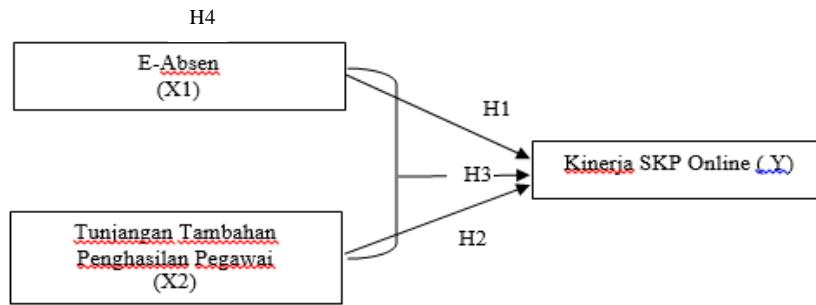 H4
E-Absen
(X1)
H1
Kinerja SKP Online ( Y)
H3
Tunjangan Tambahan
Penghasilan Pegawai
(X2)
H2